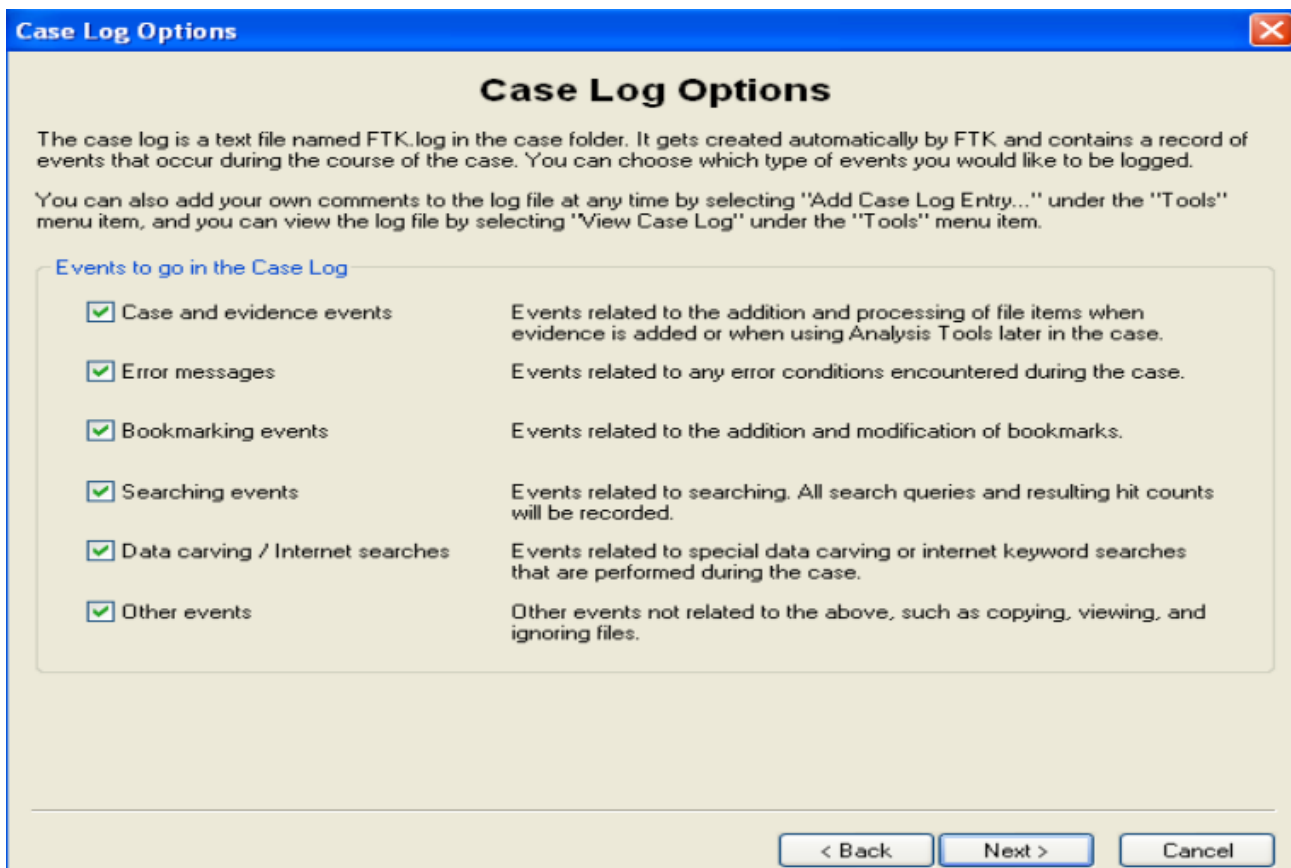 Case Log Options
Case Log Options
The case log is a text file named FTK.log in the case folder. It gets created automatically by FTK and contains a record of
events that occur during the course of the case. You can choose which type of events you would like to be logged.
You can also add your own comments to the log file at any time by selecting "Add Case Log Entry..." under the "Tools"
menu item, and you can view the log file by selecting "View Case Log" under the "Tools" menu item.
Events to go in the Case Log
Case and evidence events
Events related to the addition and processing of file items when
evidence is added or when using Analysis Tools later in the case.
Error messages
Events related to any error conditions encountered during the case.
Bookmarking events
Events related to the addition and modification of bookmarks.
Searching events
Events related to searching. All search queries and resulting hit counts
will be recorded.
Data carving / Internet searches
Events related to special data carving or internet keyword searches
that are performed during the case.
Other events
Other events not related to the above, such as copying, viewing, and
ignoring files.
< Back
Next >
Cancel